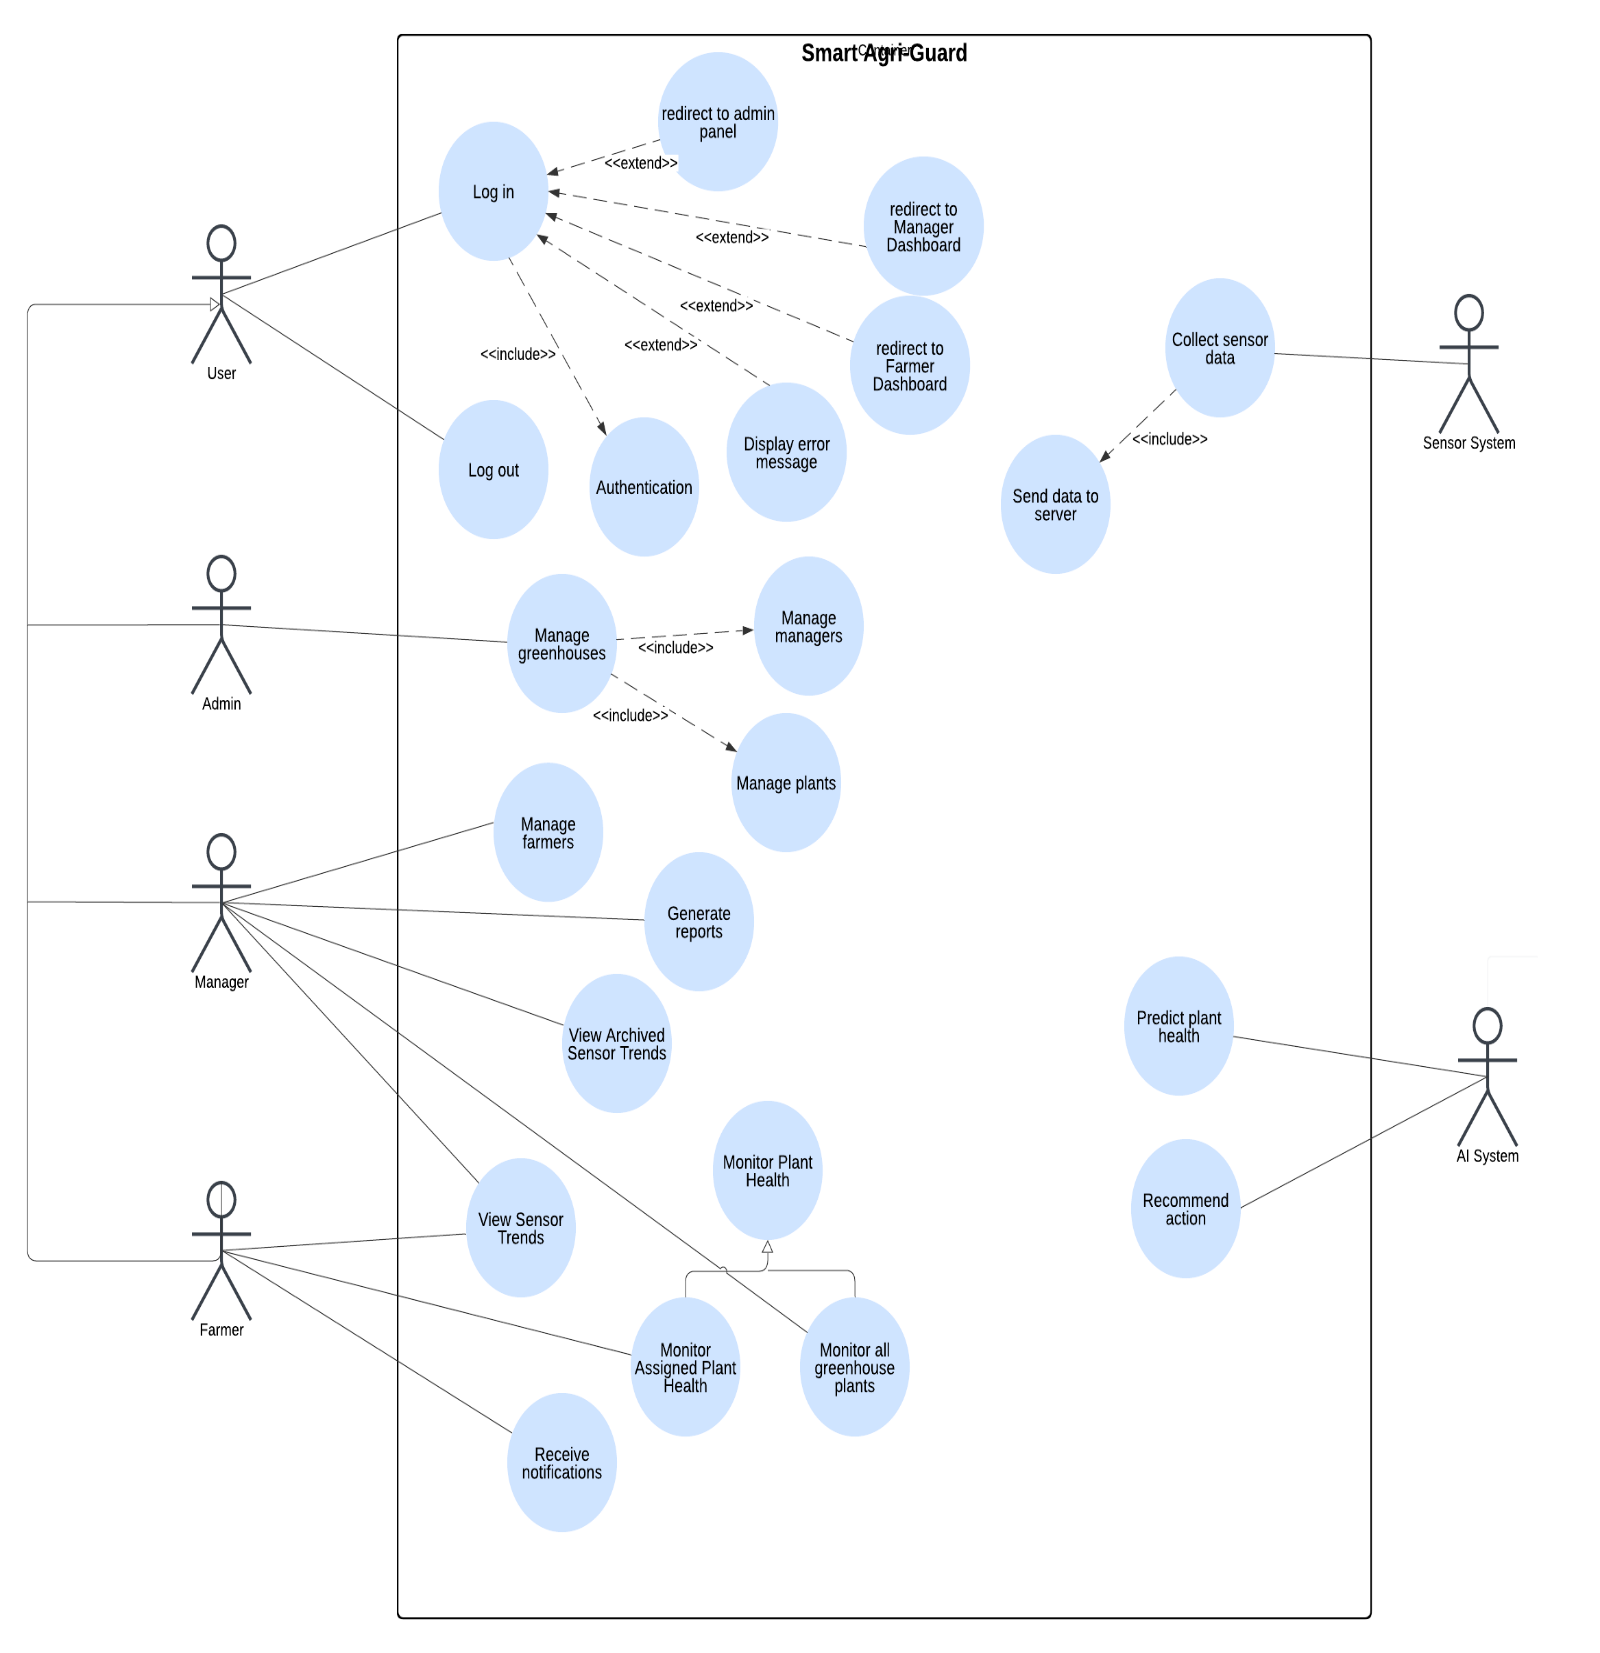 Container
Smart Agri-Guard
redirect to admin
panel
<<extend>>
Log in
redirect to
Manager
Dashboard
<<extend>>
<<extend>>
<<extend>>
<<include>>
redirect to
Farmer
Dashboard
User
Collect sensor
data
Sensor System
<<include>>
Display error
message
Log out
Authentication
Send data to
server
Admin
Manage
greenhouses
<<include>>
Manage
managers
<<include>>
Manage plants
Manage
farmers
Generate
reports
Manager
View Archived
Sensor Trends
Predict plant
health
AI System
Monitor Plant
Health
Recommend
action
View Sensor
Trends
Farmer
Monitor
Assigned Plant
Health
Monitor all
greenhouse
plants
Receive
notifications